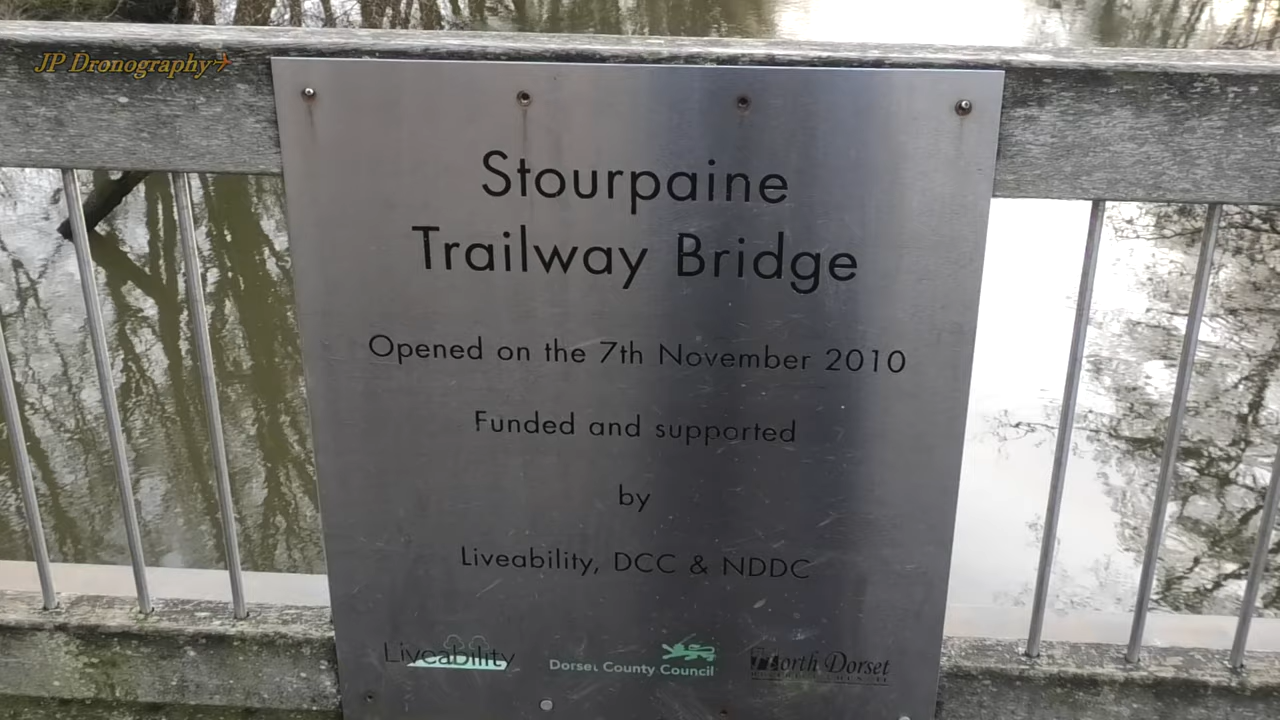 JP Dronography
Stourpaine
Trailway Bridge
Opened on the 7th November 2010
Funded and supported
by
Liveability, DCC & NDDC
Liveability
Dorset County Council
North Dorset